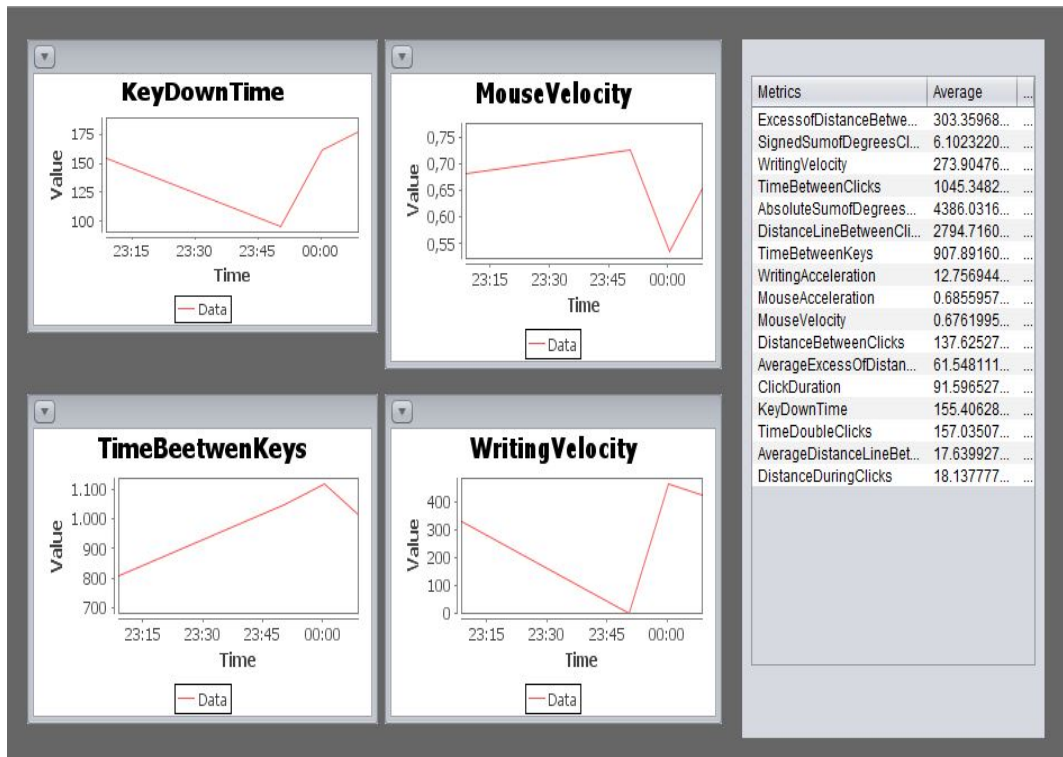 KeyDownTime
Value
175
150
125
100
23:15 23:30 23:45 00:00
Time
Data
MouseVelocity
Value
0,75
0,70
0,65
0,60
0,55
23:15 23:30 23:45 00:00
Time
Data
TimeBeetwenKeys
Value
1.100
1.000
900
800
700
23:15 23:30 23:45 00:00
Time
Data
WritingVelocity
Value
400
300
200
100
0
23:15 23:30 23:45 00:00
Time
Data
Metrics Average ...
ExcessofDistanceBetwe... 303.35968... ...
SignedSumofDegreesCl... 6.1023220... ...
WritingVelocity 273.90476... ...
TimeBetweenClicks 1045.3482... ...
AbsoluteSumofDegrees... 4386.0316... ...
DistanceLineBetweenCli... 2794.7160... ...
TimeBetweenKeys 907.89160... ...
WritingAcceleration 12.756944... ...
MouseAcceleration 0.6855957... ...
MouseVelocity 0.6761995... ...
DistanceBetweenClicks 137.62527... ...
AverageExcessOfDistan... 61.548111... ...
ClickDuration 91.596527... ...
KeyDownTime 155.40628... ...
TimeDoubleClicks 157.03507... ...
AverageDistanceLineBet... 17.639927... ...
DistanceDuringClicks 18.137777... ...